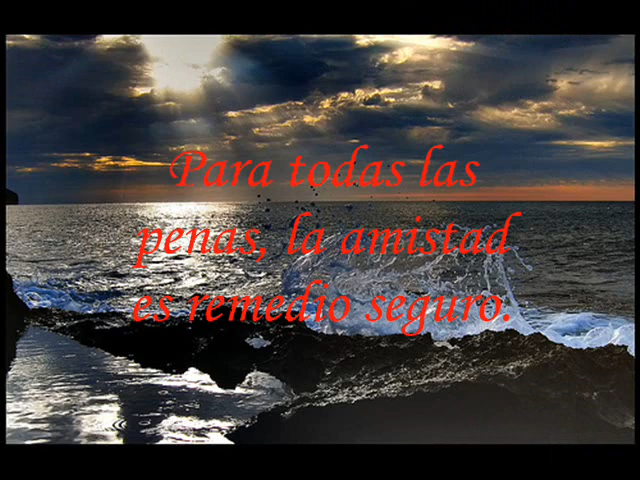 Para todas las
penas, la amistad
es remedio seguro.